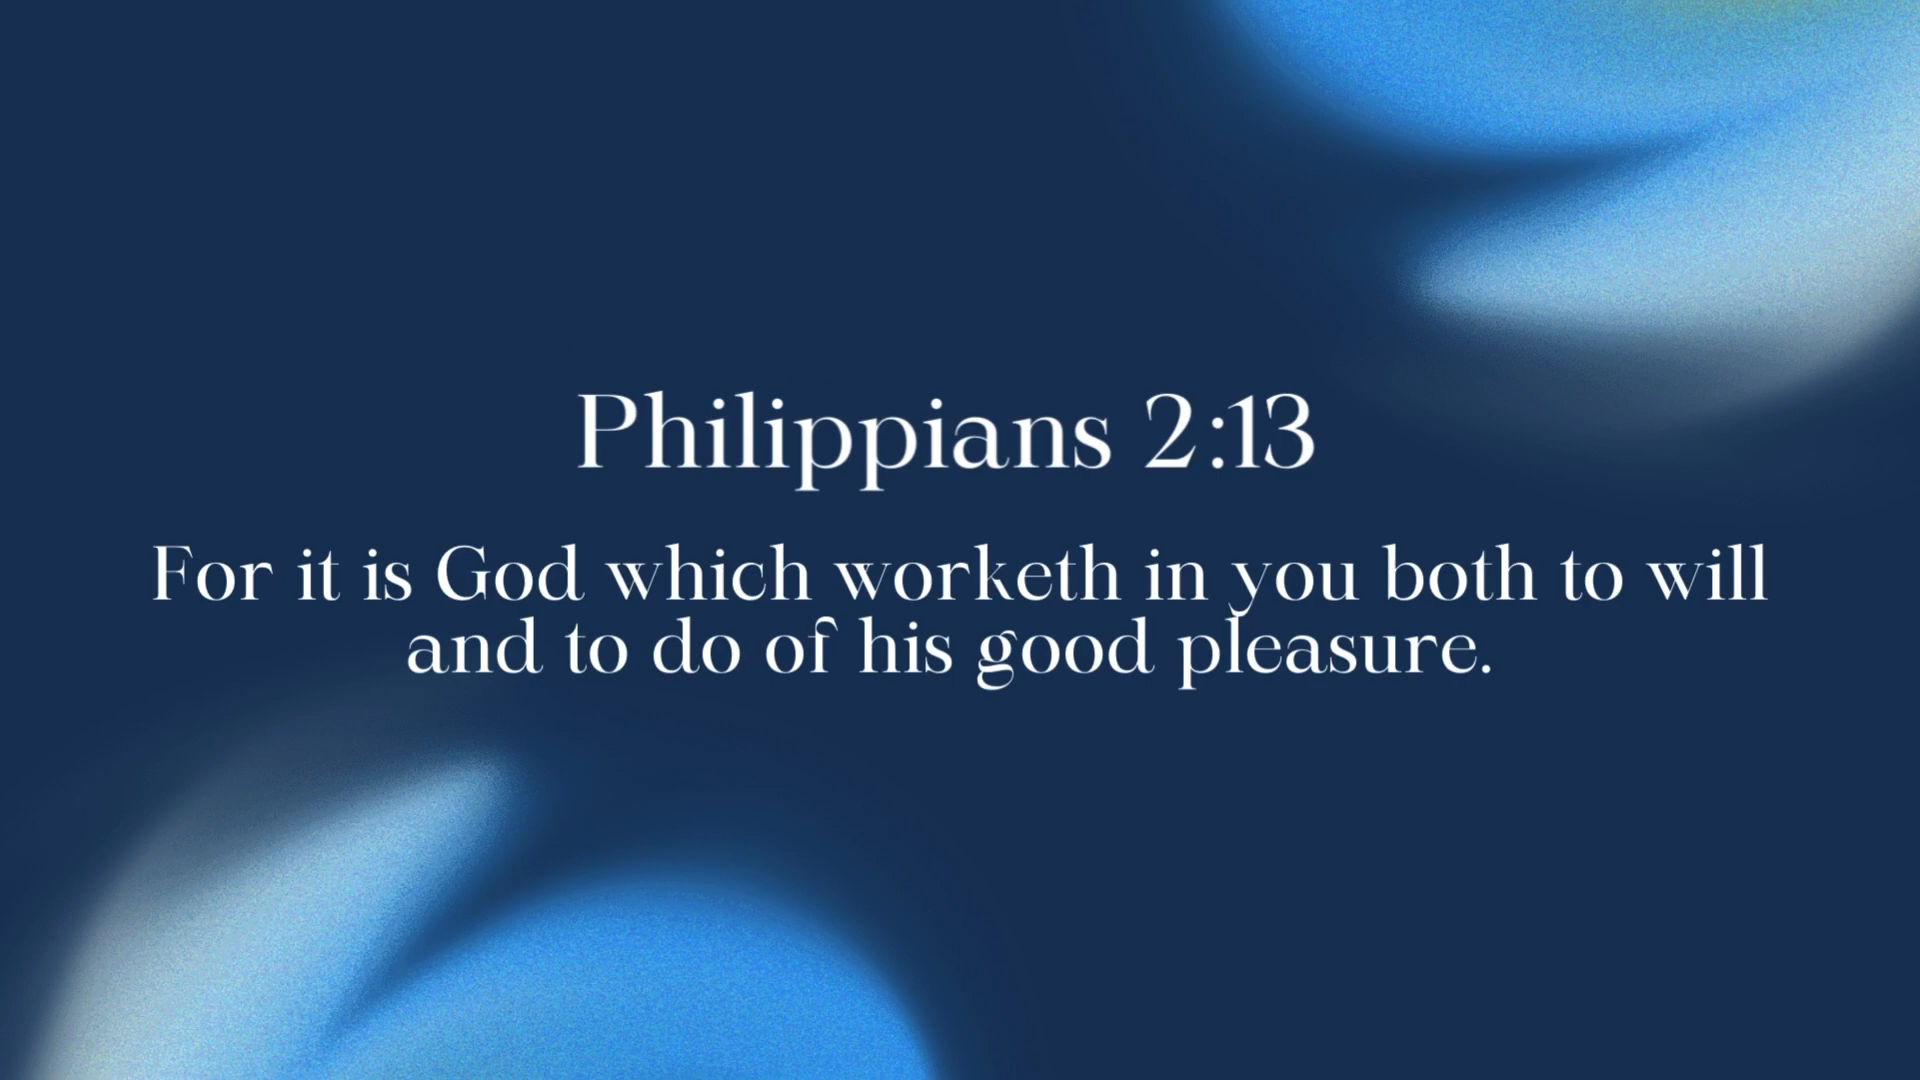 Philippians 2:13
For it is God which worketh in you both to will
and to do of his good pleasure.